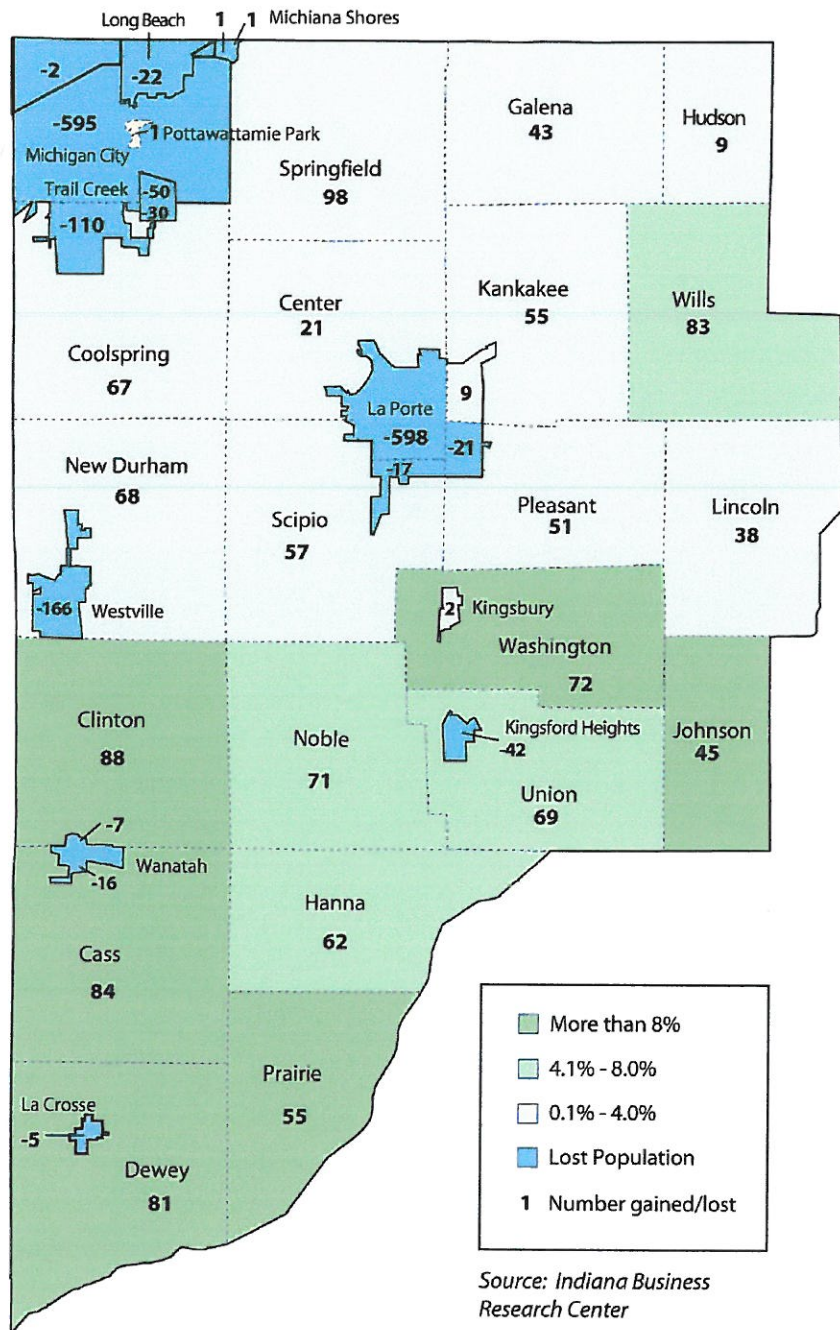 Long Beach
1 1 Michiana Shores
-2
-22
-595
1 Pottawattamie Park
Michigan City
Trail Creek
-50
-30
-110
Springfield
98
Galena
43
Hudson
9
Center
21
Kankakee
55
Wills
83
Coolspring
67
9
La Porte
-598
-21
-17
New Durham
68
Scipio
57
Pleasant
51
Lincoln
38
-166
Westville
2
Kingsbury
Washington
72
Clinton
88
Noble
71
Kingsford Heights
-42
Union
69
Johnson
45
-7
Wanatah
-16
Hanna
62
Cass
84
Prairie
55
La Crosse
-5
Dewey
81
More than 8%
4.1% - 8.0%
0.1% - 4.0%
Lost Population
1 Number gained/lost
Source: Indiana Business
Research Center